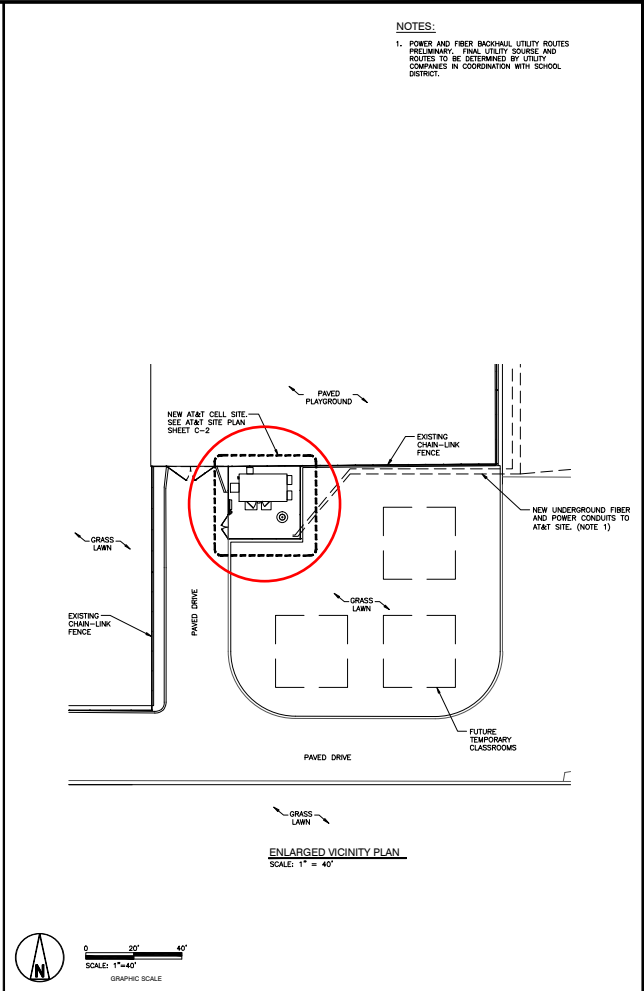 NOTES:
1. POWER AND FIBER BACKHAUL UTILITY ROUTES
PRELIMINARY. FINAL UTILITY SOURSE AND
ROUTES TO BE DETERMINED BY UTILITY
COMPANIES IN COORDINATION WITH SCHOOL
DISTRICT.
PAVED
PLAYGROUND
NEW AT&T CELL SITE.
SEE AT&T SITE PLAN
SHEET C-2
EXISTING
CHAIN-LINK
FENCE
NEW UNDERGROUND FIBER
AND POWER CONDUITS TO
AT&T SITE. (NOTE 1)
GRASS
LAWN
EXISTING
CHAIN-LINK
FENCE
PAVED DRIVE
GRASS
LAWN
FUTURE
TEMPORARY
CLASSROOMS
PAVED DRIVE
GRASS
LAWN
ENLARGED VICINITY PLAN
SCALE: 1" = 40'
N
0 20' 40'
SCALE: 1"=40'
GRAPHIC SCALE